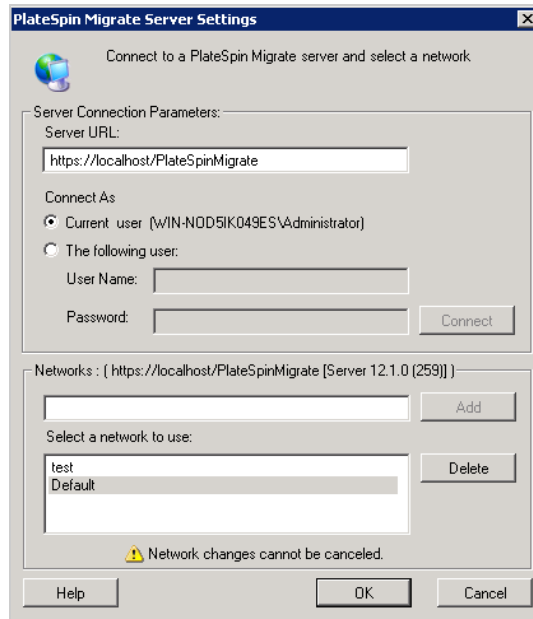 PlateSpin Migrate Server Settings
Connect to a PlateSpin Migrate server and select a network
Server Connection Parameters:
Server URL:
https://localhost/PlateSpinMigrate
Connect As
Current user (WIN-NOD5IK049ES\Administrator)
The following user:
User Name:
Password:
Connect
Networks : ( https://localhost/PlateSpinMigrate [Server 12.1.0 (259)] )
Add
Select a network to use:
test
Default
Delete
Network changes cannot be canceled.
Help
OK
Cancel